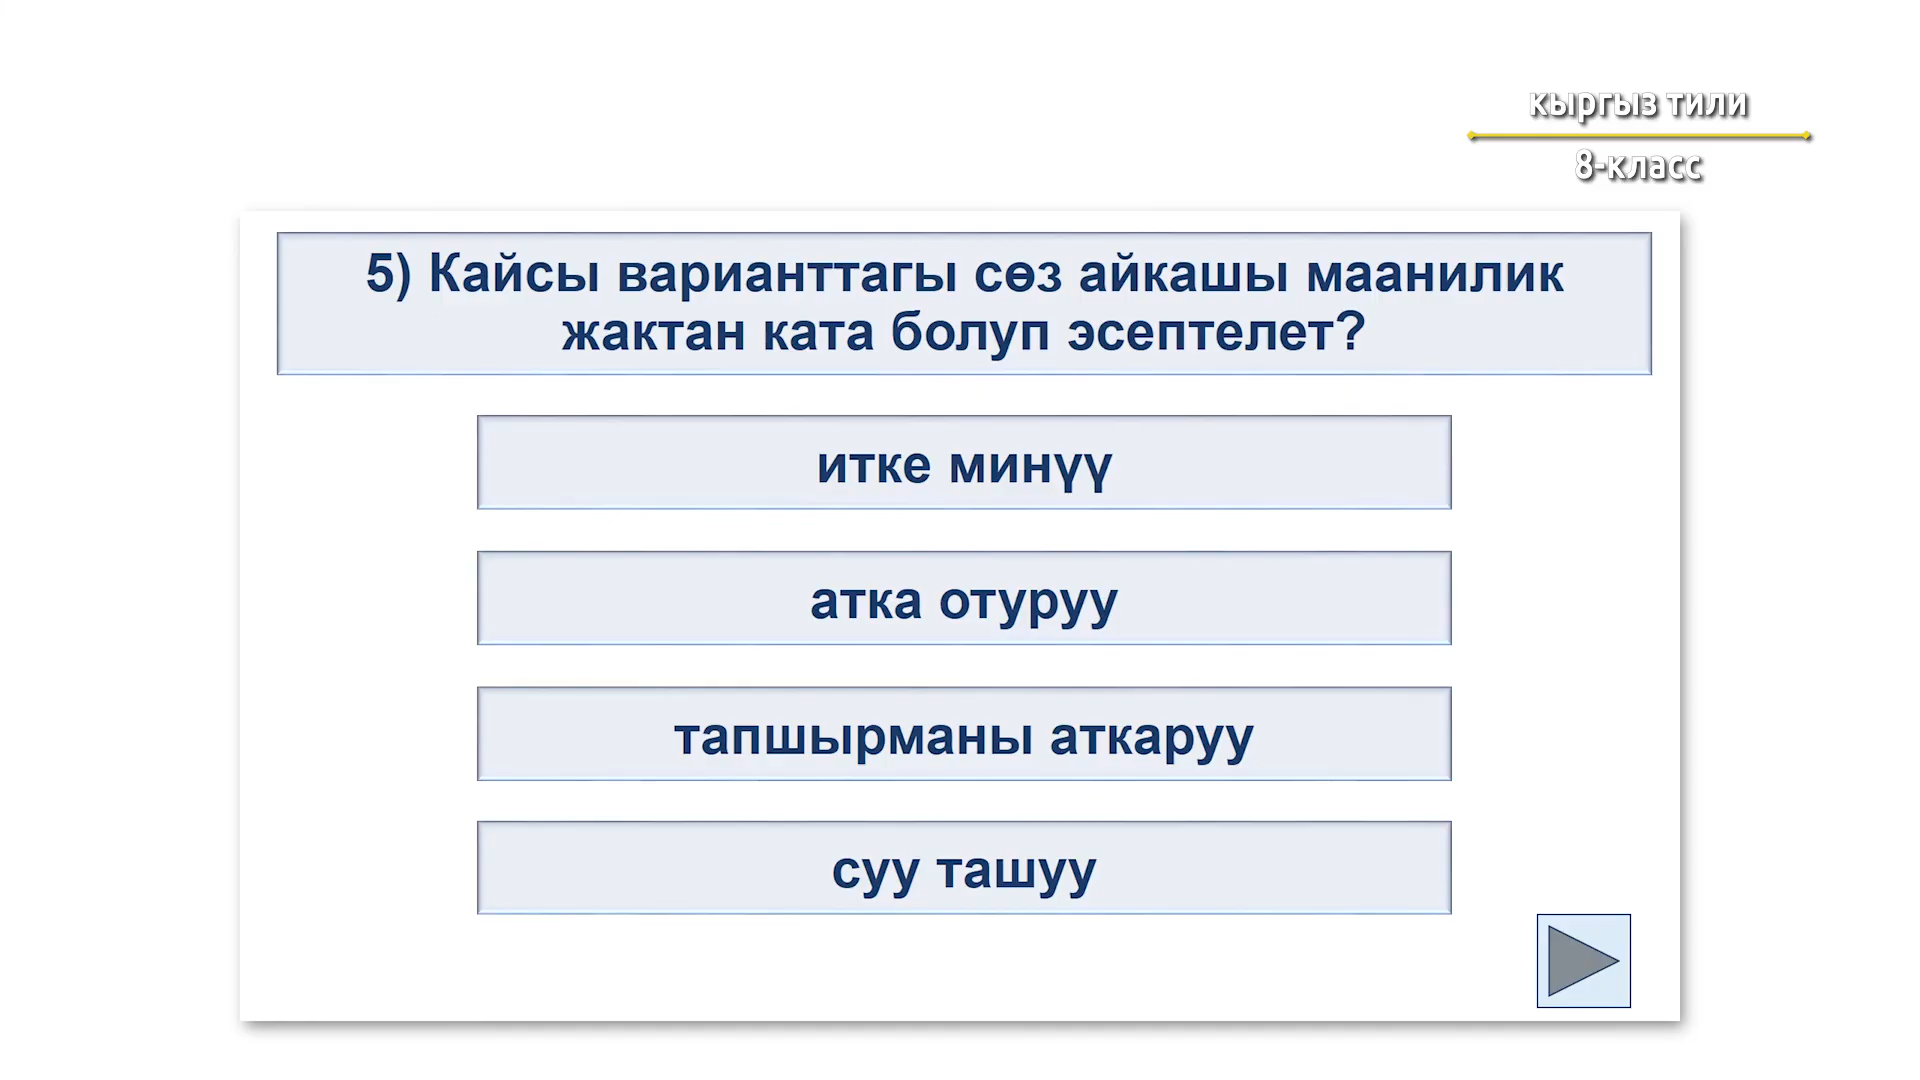 кыргыз тили
8-класс
5) Кайсы варианттагы сөз айкашы маанилик
жактан ката болуп эсептелет?
итке минүү
атка отуруу
тапшырманы аткаруу
суу ташуу